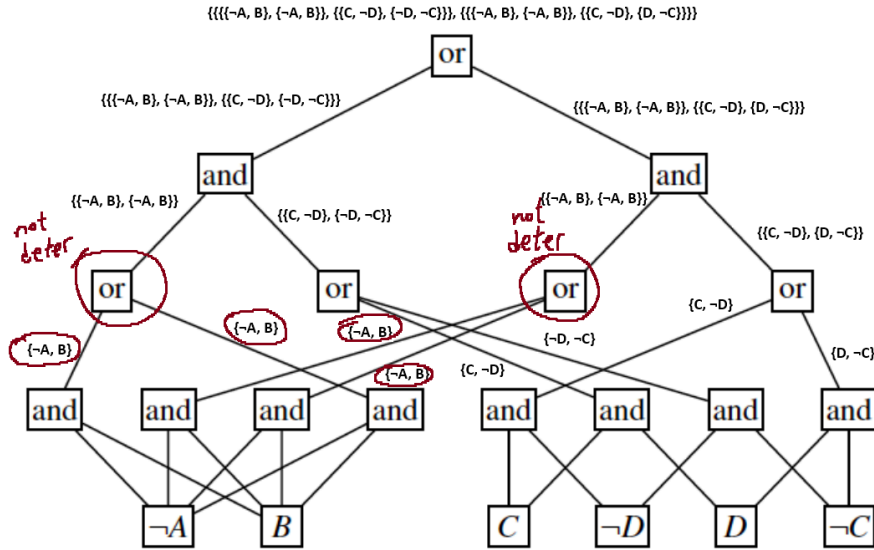 {{{{¬A, B}, {¬A, B}}, {{C, ¬D}, {¬D, ¬C}}}, {{{¬A, B}, {¬A, B}}, {{C, ¬D}, {D, ¬C}}}}
or
{{{¬A, B}, {¬A, B}}, {{C, ¬D}, {¬D, ¬C}}}
{{{¬A, B}, {¬A, B}}, {{C, ¬D}, {D, ¬C}}}
and
and
{{¬A, B}, {¬A, B}}
{{C, ¬D}, {¬D, ¬C}}
{{¬A, B}, {¬A, B}}
{{C, ¬D}, {D, ¬C}}
not
deter
not
deter
or
or
or
or
{¬A, B}
{¬A, B}
{¬A, B}
{¬D, ¬C}
{C, ¬D}
{D, ¬C}
{¬A, B}
{C, ¬D}
and
and
and
and
and
and
and
and
¬A
B
C
¬D
D
¬C